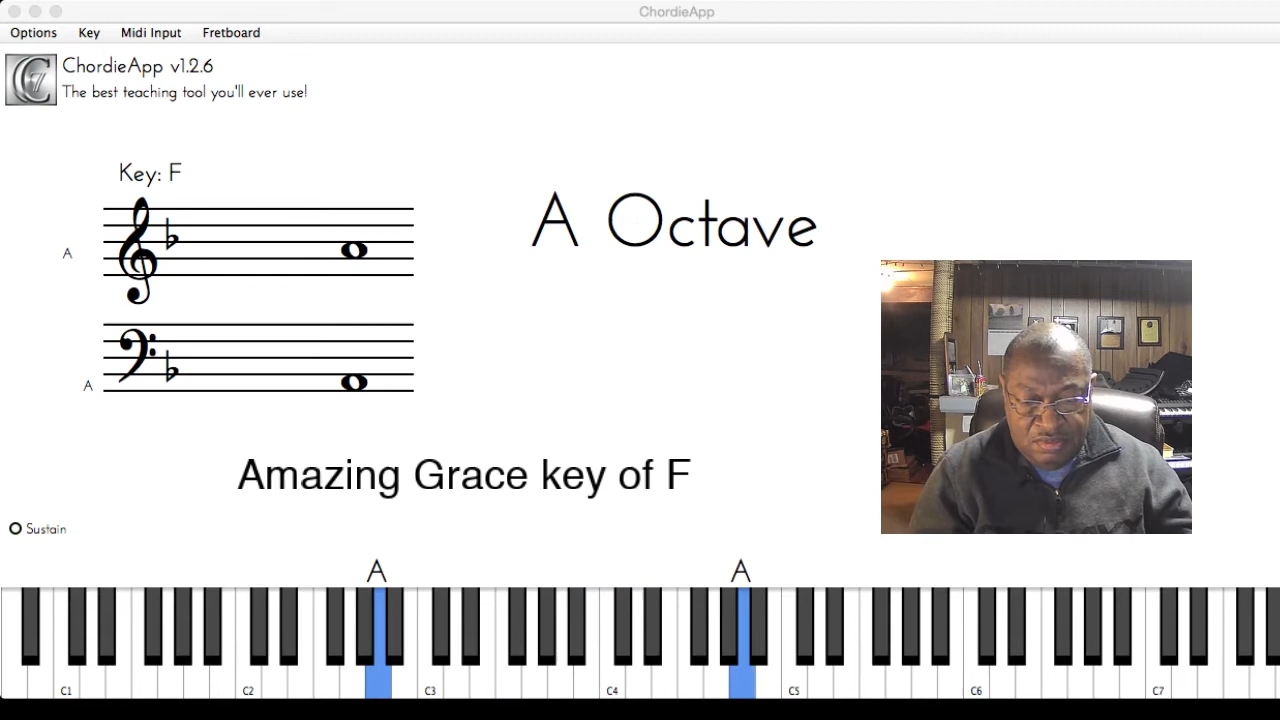 ChordieApp
Options Key Midi Input Fretboard
ChordieApp v1.2.6
The best teaching tool you'll ever use!
Key: F
A Octave
A
A
Amazing Grace key of F
Sustain
A A
C1 C2 C3 C4 C5 C6 C7